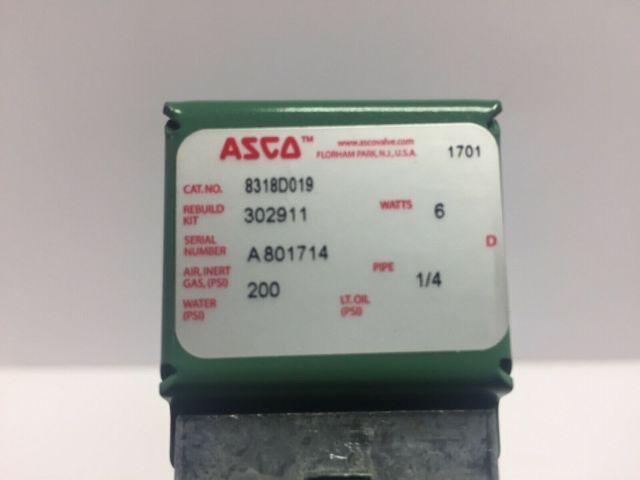 ASCO™ www.ascovalve.com
FLORHAM PARK, N.J., U.S.A. 1701
CAT. NO. 8318D019
REBUILD KIT 302911 WATTS 6
SERIAL NUMBER A 801714 D
AIR, INERT GAS, (PSI) 200 PIPE 1/4
WATER (PSI) LT. OIL (PSI)